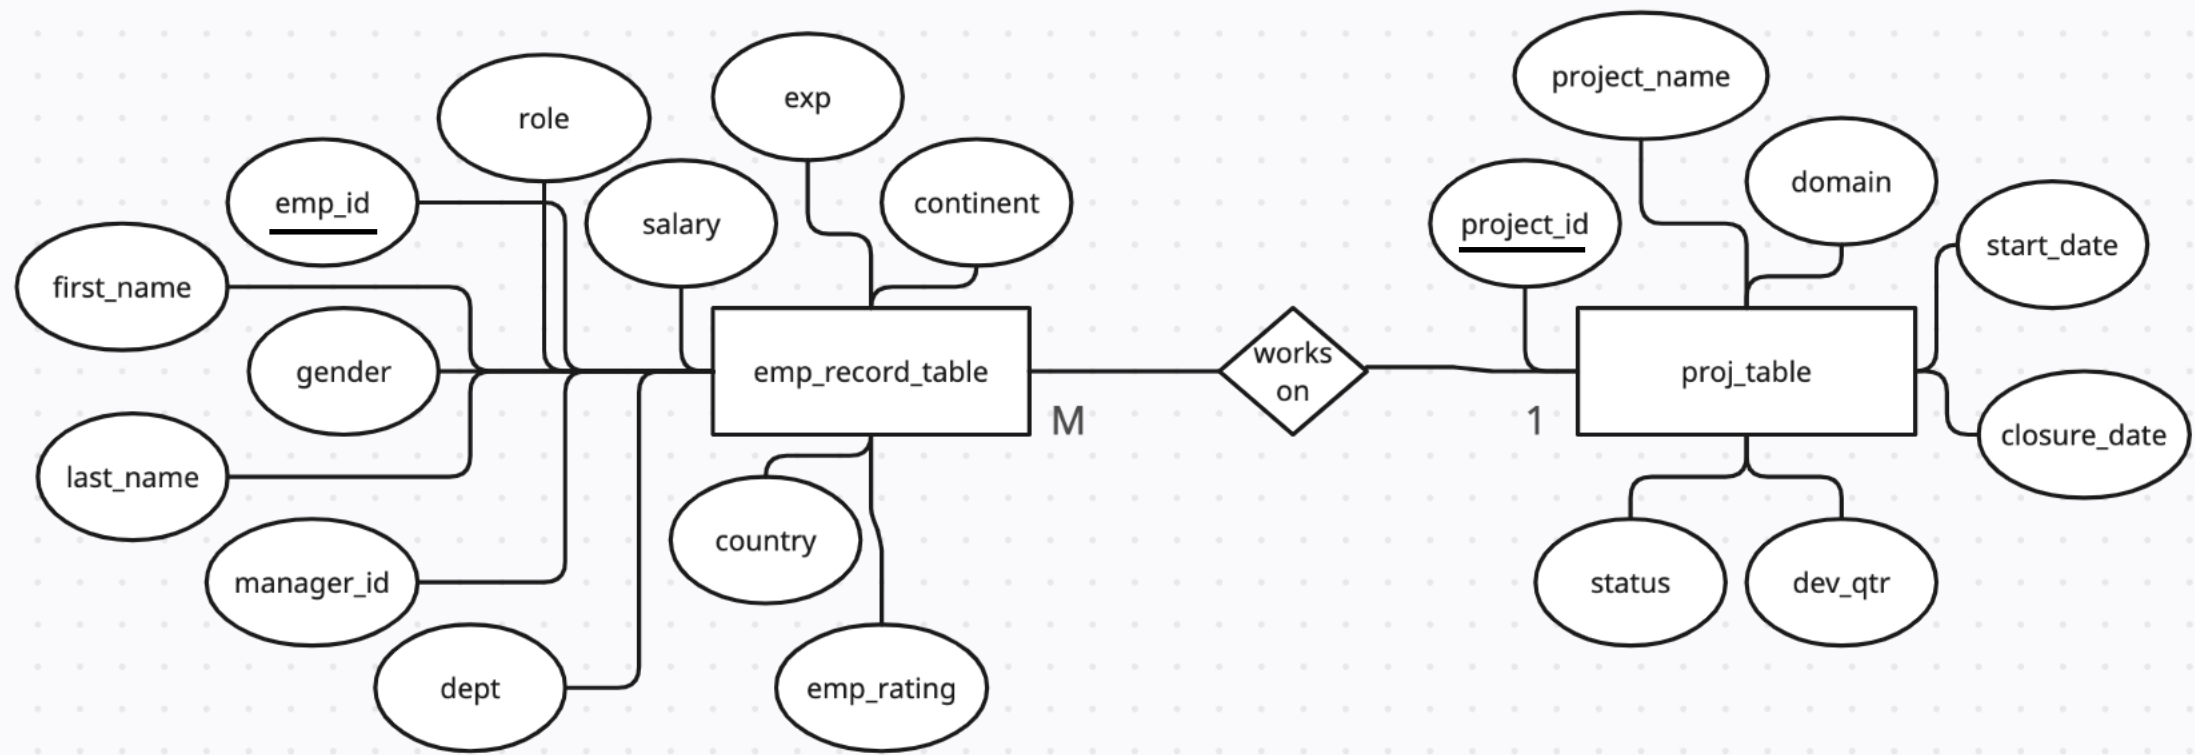 project_name
exp
role
domain
emp_id
continent
salary
project_id
start_date
first_name
works
on
gender
emp_record_table
proj_table
M
1
closure_date
last_name
country
manager_id
status
dev_qtr
dept
emp_rating